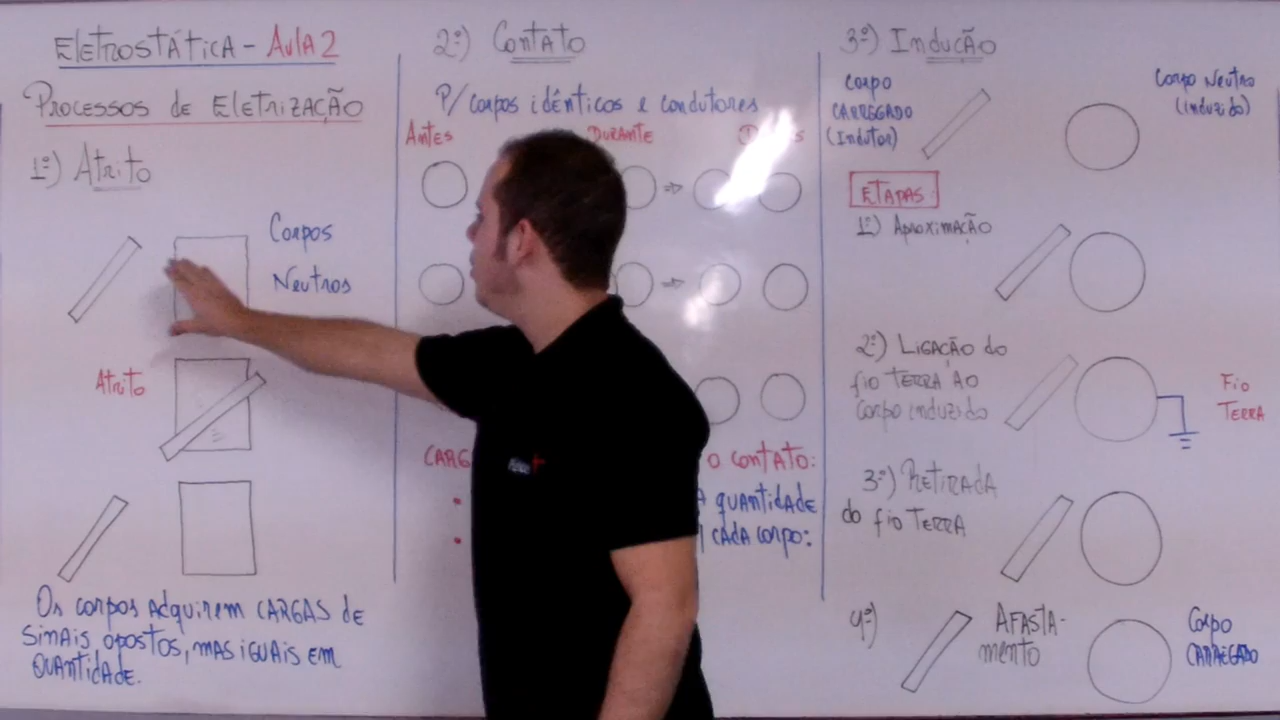 Eletrostática - Aula 2
Processos de Eletrização
1º) Atrito
Corpos
Neutros
Atrito
Os corpos adquirem cargas de
sinais opostos, mas iguais em
quantidade.
2º) Contato
P/ corpos idênticos e condutores
Antes
Durante
o contato:
quantidade
cada corpo:
3º) Indução
Corpo
carregado
(Indutor)
Corpo Neutro
(induzido)
Etapas:
1º) Aproximação
2º) Ligação do
fio terra ao
corpo induzido
Fio
terra
3º) Retirada
do fio terra
4º) Afasta-
mento
Corpo
carregado